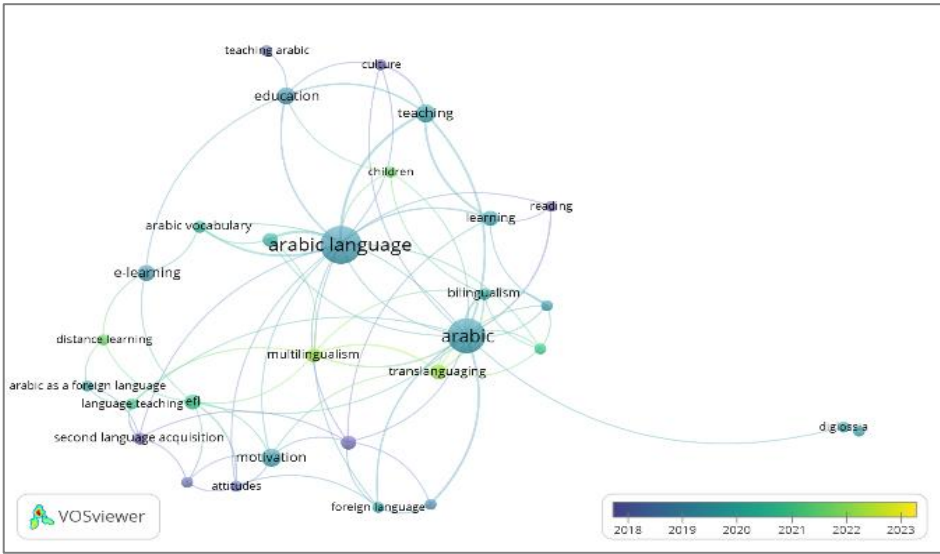 teaching arabic
culture
education
teaching
children
reading
learning
arabic vocabulary
arabic language
e-learning
bilingualism
arabic
distance learning
multilingualism
translanguaging
arabic as a foreign language
language teaching
efl
digloss a
second language acquisition
motivation
attitudes
foreign language
VOSviewer
2018 2019 2020 2021 2022 2023